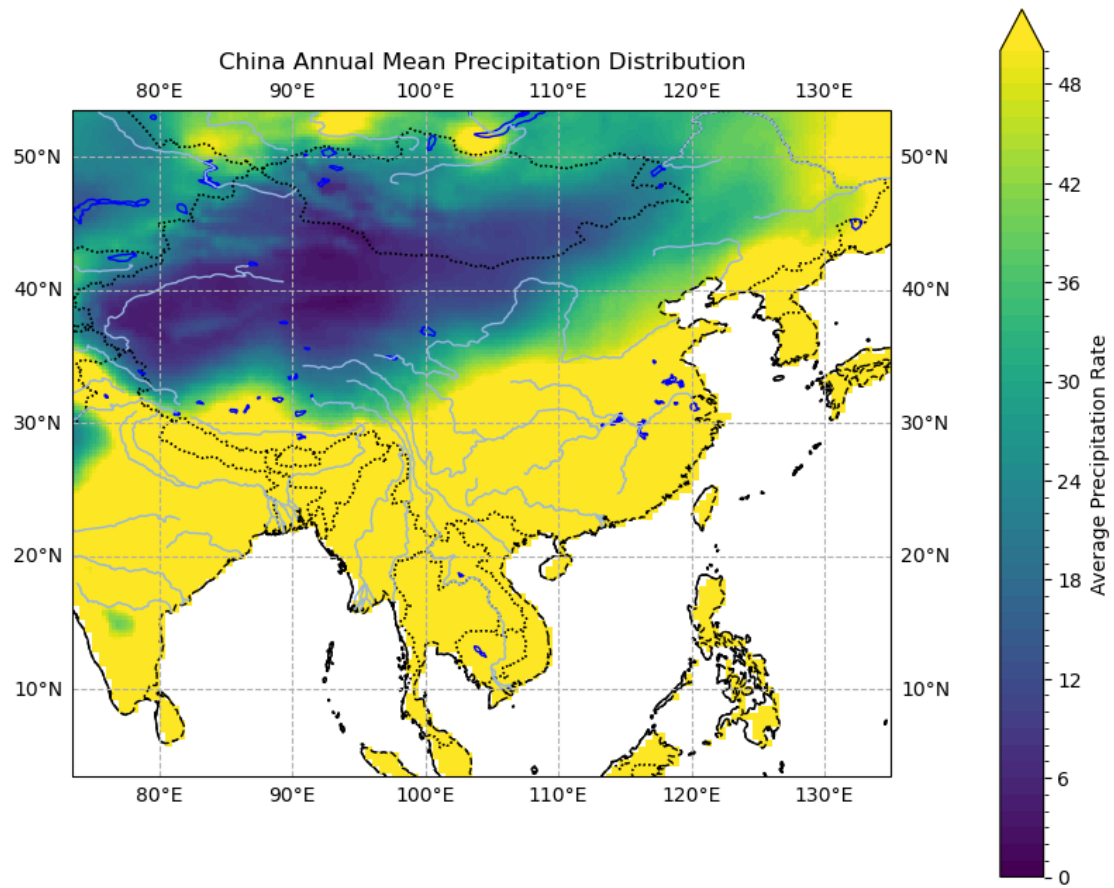 China Annual Mean Precipitation Distribution
80°E 90°E 100°E 110°E 120°E 130°E
50°N 50°N
40°N 40°N
30°N 30°N
20°N 20°N
10°N 10°N
80°E 90°E 100°E 110°E 120°E 130°E
48
42
36
30
24
18
12
6
0
Average Precipitation Rate